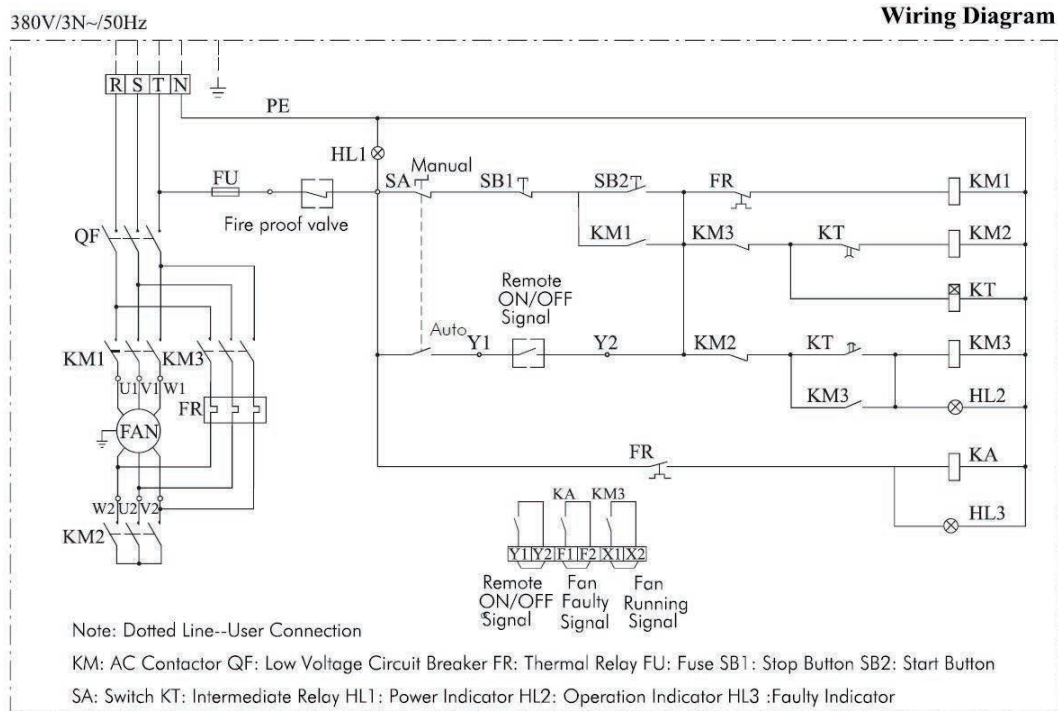 380V/3N~/50Hz
Wiring Diagram
R S T N
PE
HL1
FU
SA Manual SB1 SB2 FR KM1
Fire proof valve
QF
KM1 KM3 KT KM2
Remote
ON/OFF
Signal
KT
Auto Y1 Y2 KM2 KT KM3
KM1 KM3
U1 V1 W1
FR
KM3 HL2
FAN
FR KA
W2 U2 V2
KA KM3
HL3
KM2
Y1 Y2 F1 F2 X1 X2
Remote Fan Fan
ON/OFF Faulty Running
Signal Signal Signal
Note: Dotted Line--User Connection
KM: AC Contactor QF: Low Voltage Circuit Breaker FR: Thermal Relay FU: Fuse SB1: Stop Button SB2: Start Button
SA: Switch KT: Intermediate Relay HL1: Power Indicator HL2: Operation Indicator HL3 :Faulty Indicator